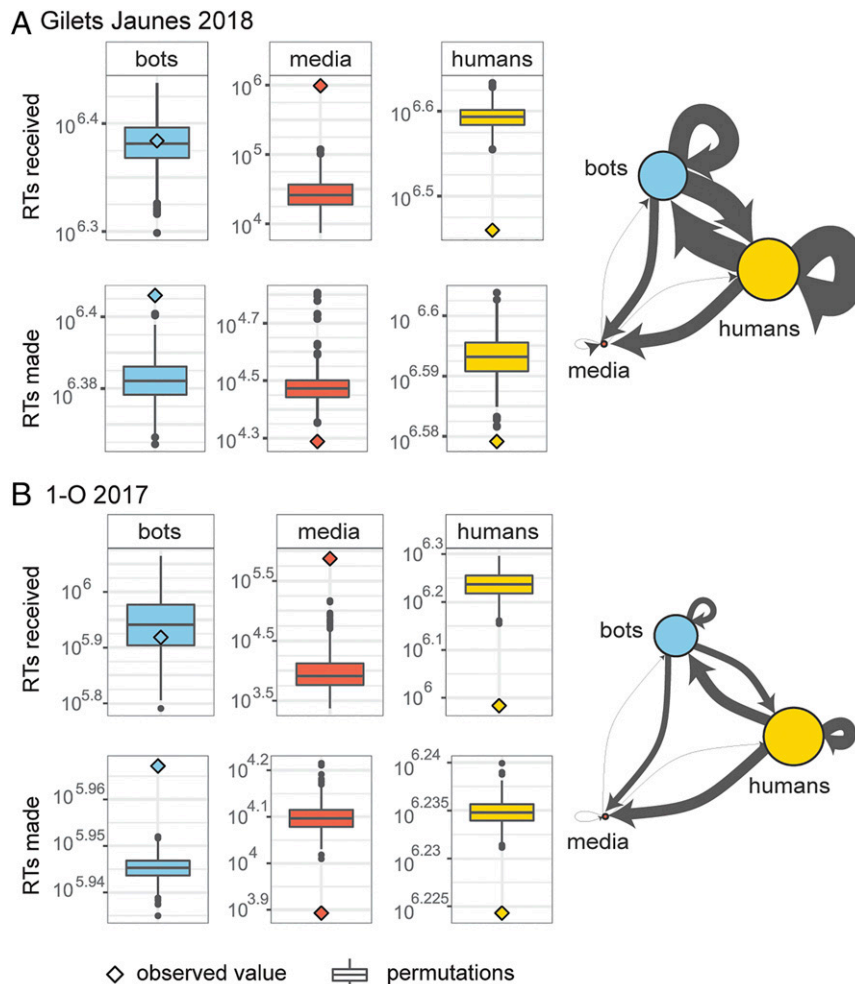 A Gilets Jaunes 2018
bots media humans
RTs received
10^6.4
10^6.3
10^6
10^5
10^4
10^6.6
10^6.5
bots
humans
media
RTs made
10^6.4
10^6.38
10^4.7
10^4.5
10^4.3
10^6.6
10^6.59
10^6.58
B 1-O 2017
bots media humans
RTs received
10^6
10^5.9
10^5.8
10^5.5
10^4.5
10^3.5
10^6.3
10^6.2
10^6.1
10^6
bots
humans
media
RTs made
10^5.96
10^5.95
10^5.94
10^4.2
10^4.1
10^4
10^3.9
10^6.24
10^6.235
10^6.23
10^6.225
observed value permutations